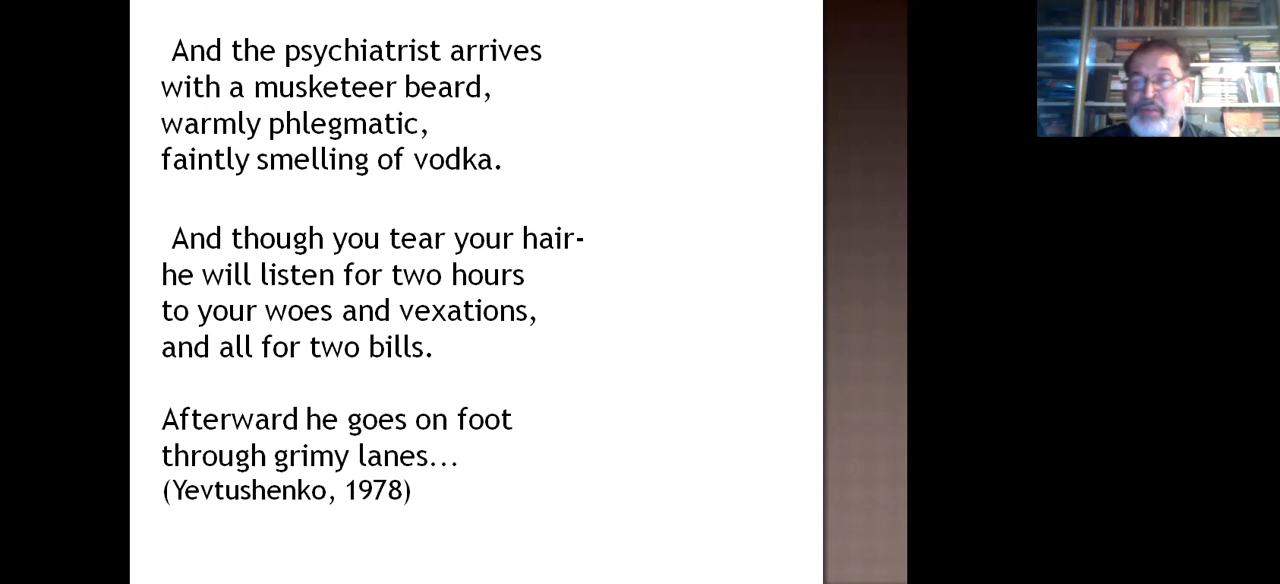 And the psychiatrist arrives
with a musketeer beard,
warmly phlegmatic,
faintly smelling of vodka.
And though you tear your hair-
he will listen for two hours
to your woes and vexations,
and all for two bills.
Afterward he goes on foot
through grimy lanes...
(Yevtushenko, 1978)